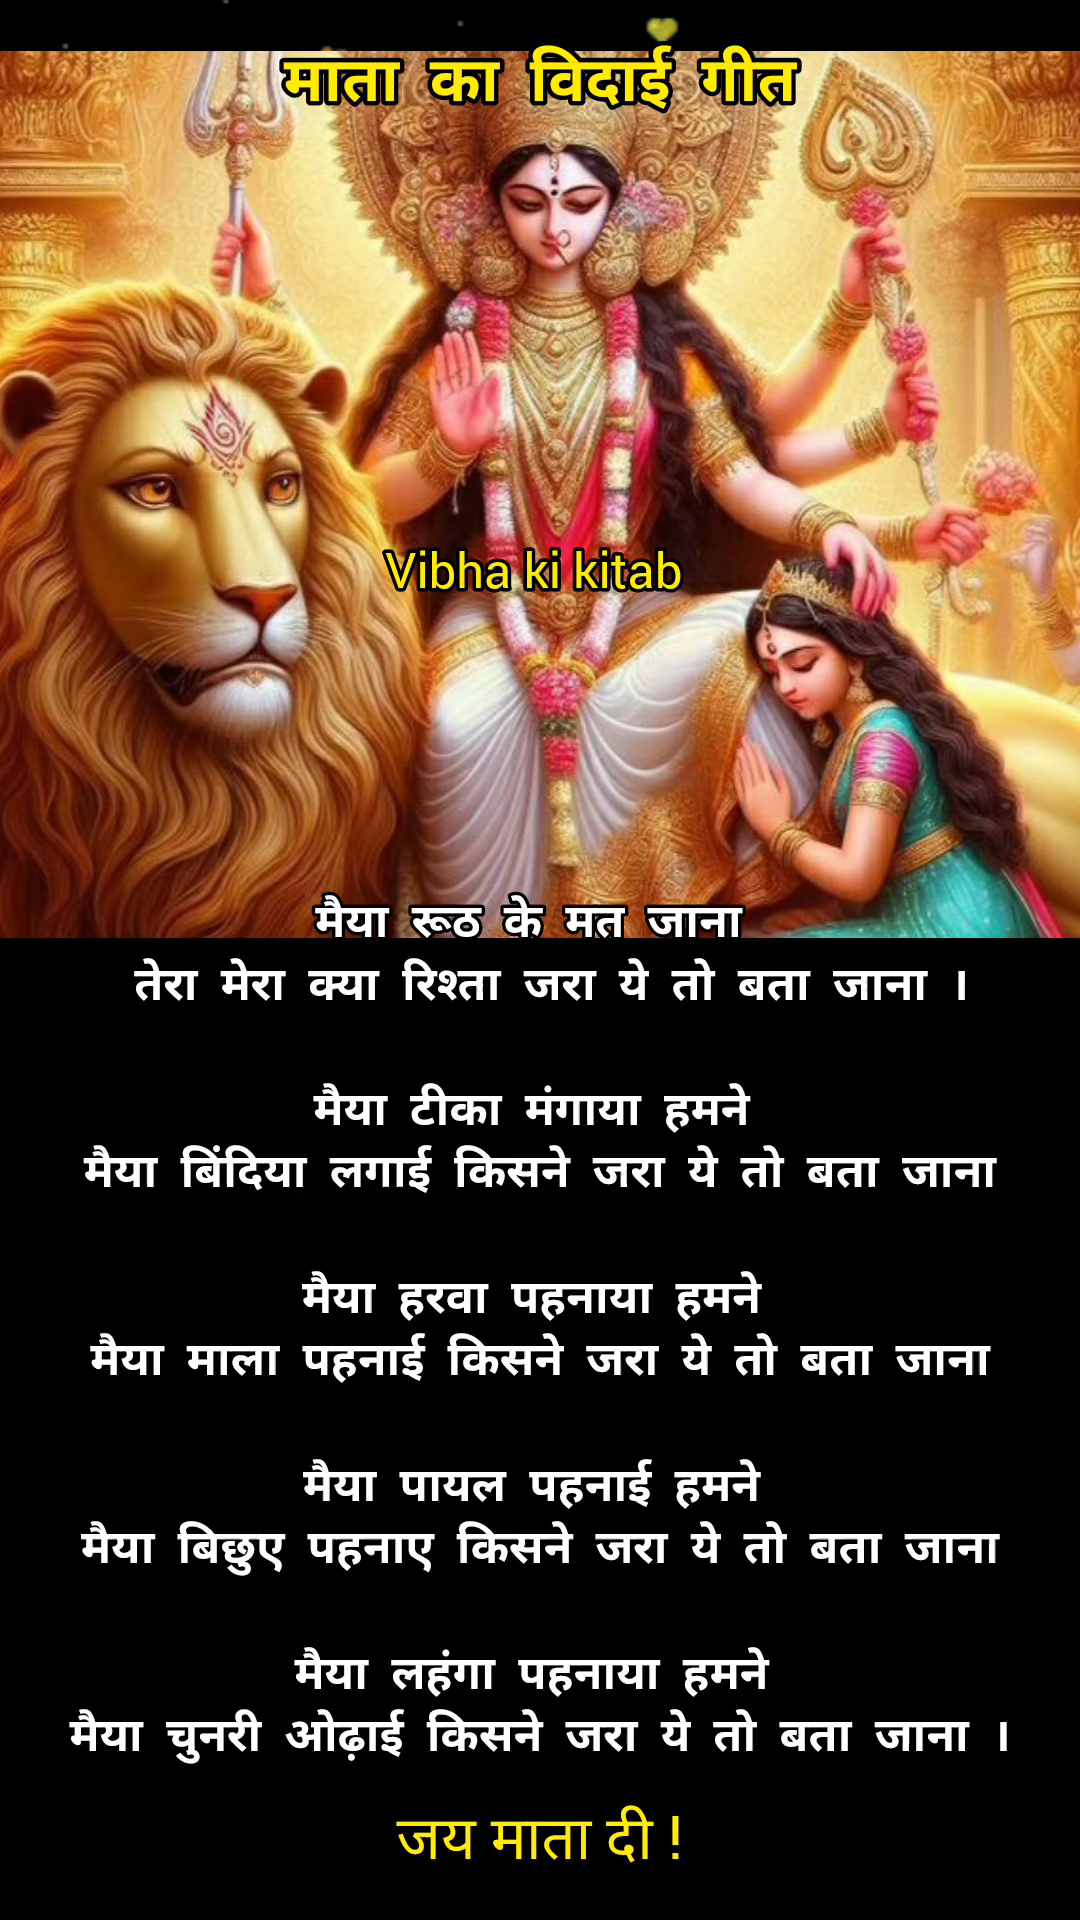 माता का विदाई गीत
Vibha ki kitab
मैया रूठ के मत जाना
तेरा मेरा क्या रिश्ता जरा ये तो बता जाना ।
मैया टीका मंगाया हमने
मैया बिंदिया लगाई किसने जरा ये तो बता जाना
मैया हरवा पहनाया हमने
मैया माला पहनाई किसने जरा ये तो बता जाना
मैया पायल पहनाई हमने
मैया बिछुए पहनाए किसने जरा ये तो बता जाना
मैया लहंगा पहनाया हमने
मैया चुनरी ओढ़ाई किसने जरा ये तो बता जाना ।
जय माता दी !